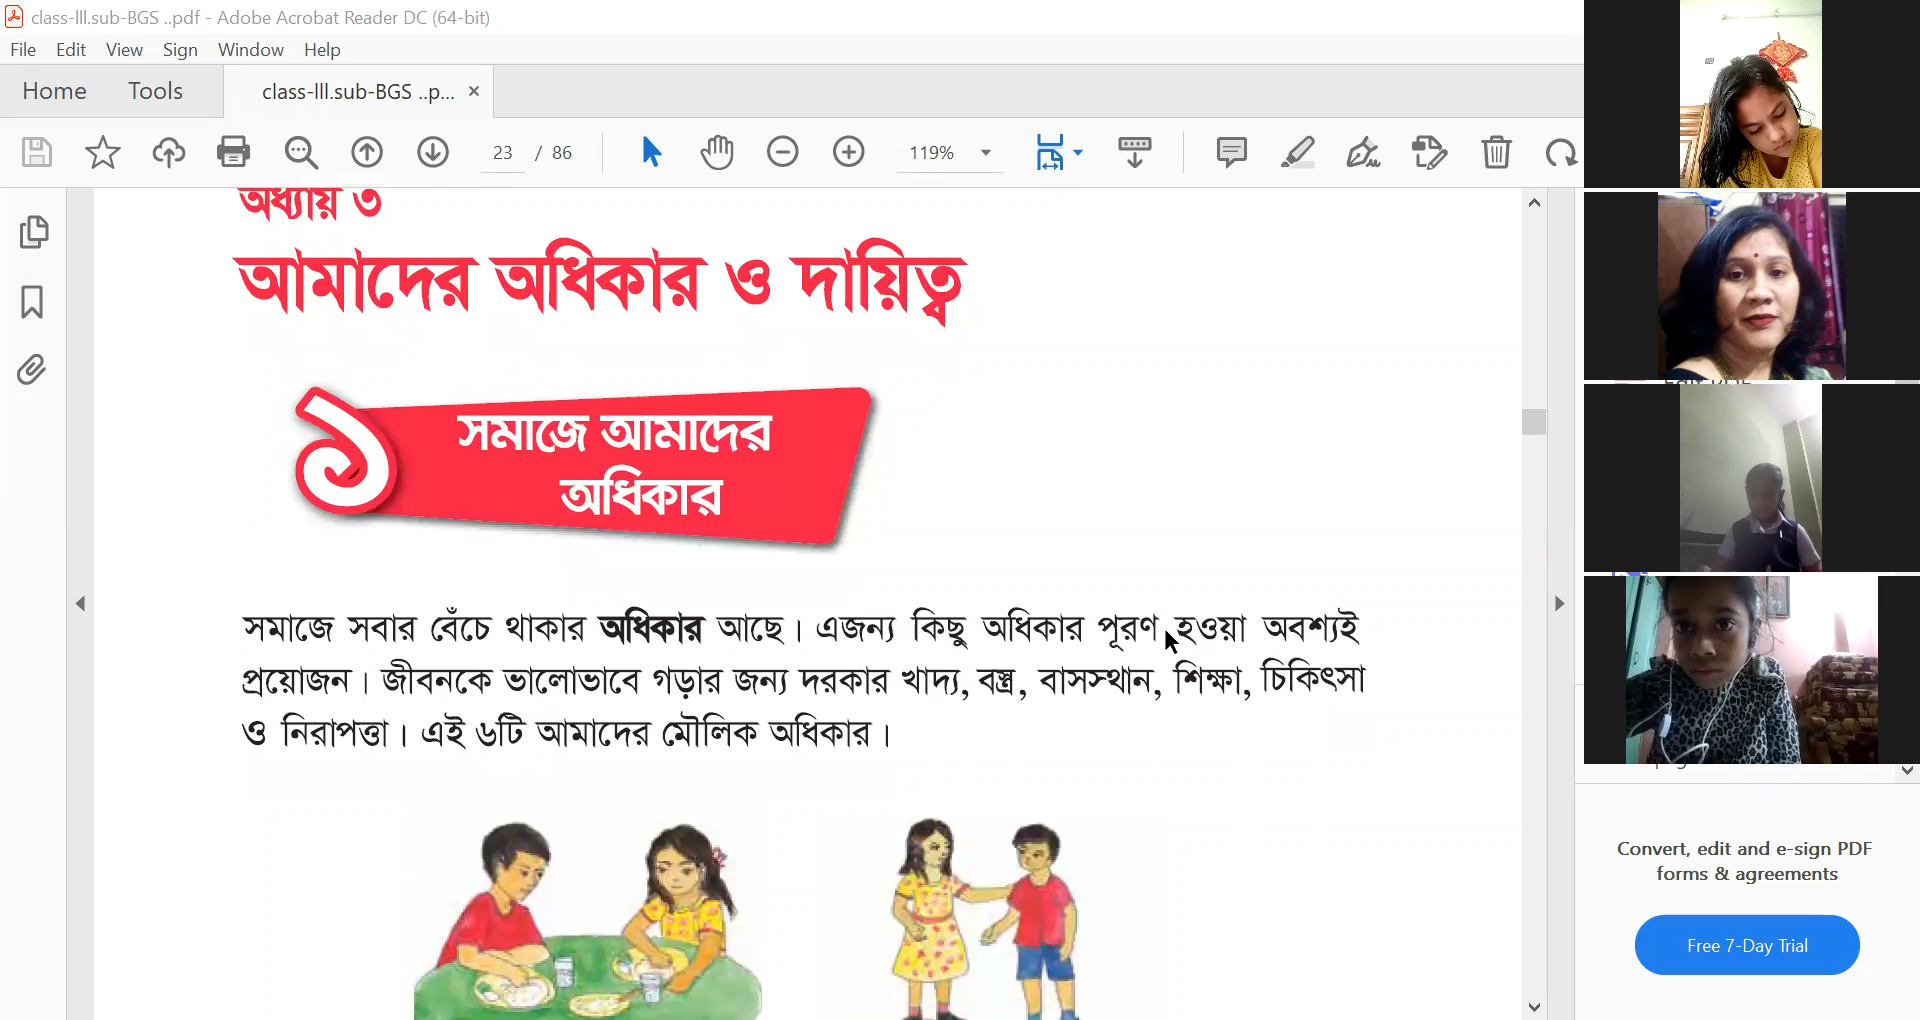 class-III.sub-BGS ..pdf - Adobe Acrobat Reader DC (64-bit)
File Edit View Sign Window Help
Home Tools class-III.sub-BGS ..p... ×
23 / 86 119%
অধ্যায় ৩
আমাদের অধিকার ও দায়িত্ব
১ সমাজে আমাদের
অধিকার
সমাজে সবার বেঁচে থাকার অধিকার আছে। এজন্য কিছু অধিকার পূরণ হওয়া অবশ্যই
প্রয়োজন। জীবনকে ভালোভাবে গড়ার জন্য দরকার খাদ্য, বস্ত্র, বাসস্থান, শিক্ষা, চিকিৎসা
ও নিরাপত্তা। এই ৬টি আমাদের মৌলিক অধিকার।
Convert, edit and e-sign PDF
forms & agreements
Free 7-Day Trial